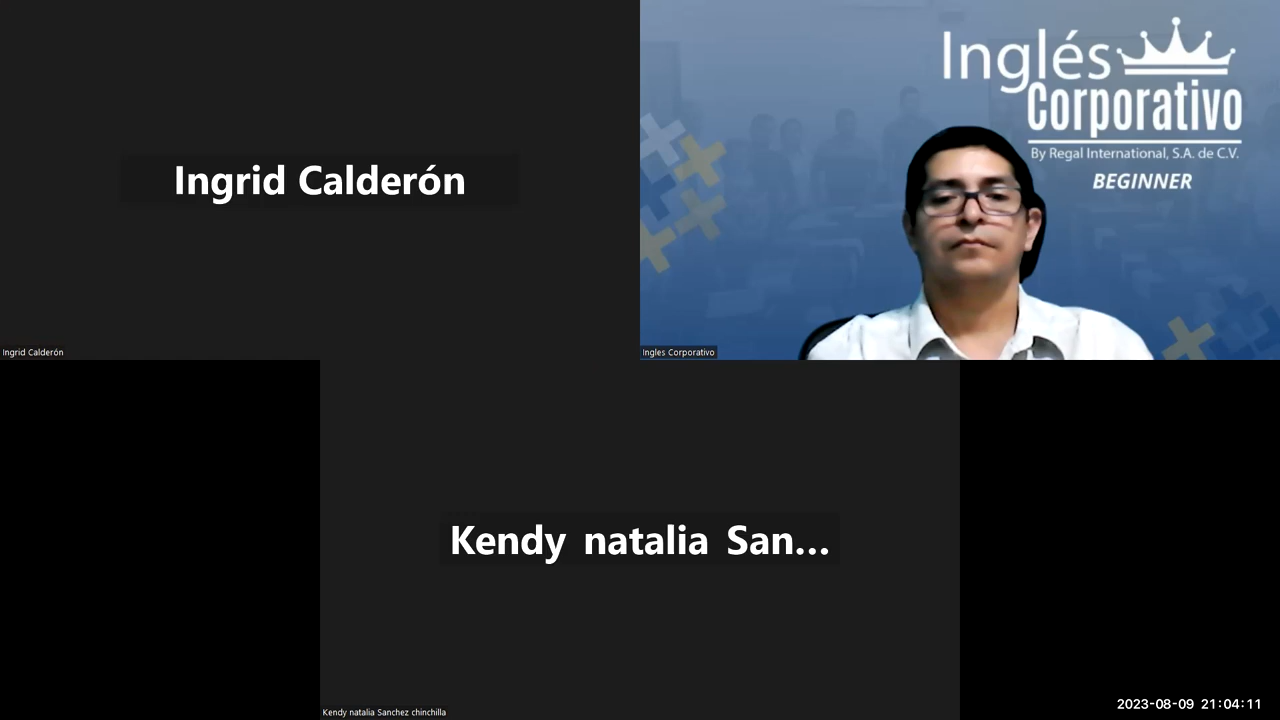 Ingrid Calderón
Ingrid Calderón
Inglés
Corporativo
By Regal International, S.A. de C.V.
BEGINNER
Ingles Corporativo
Kendy natalia San...
Kendy natalia Sanchez chinchilla
2023-08-09 21:04:11